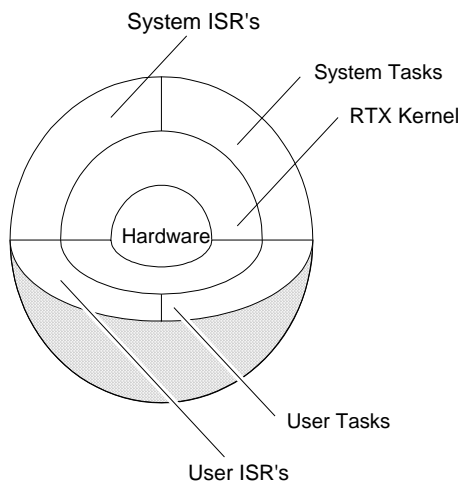 System ISR's
System Tasks
RTX Kernel
Hardware
User Tasks
User ISR's